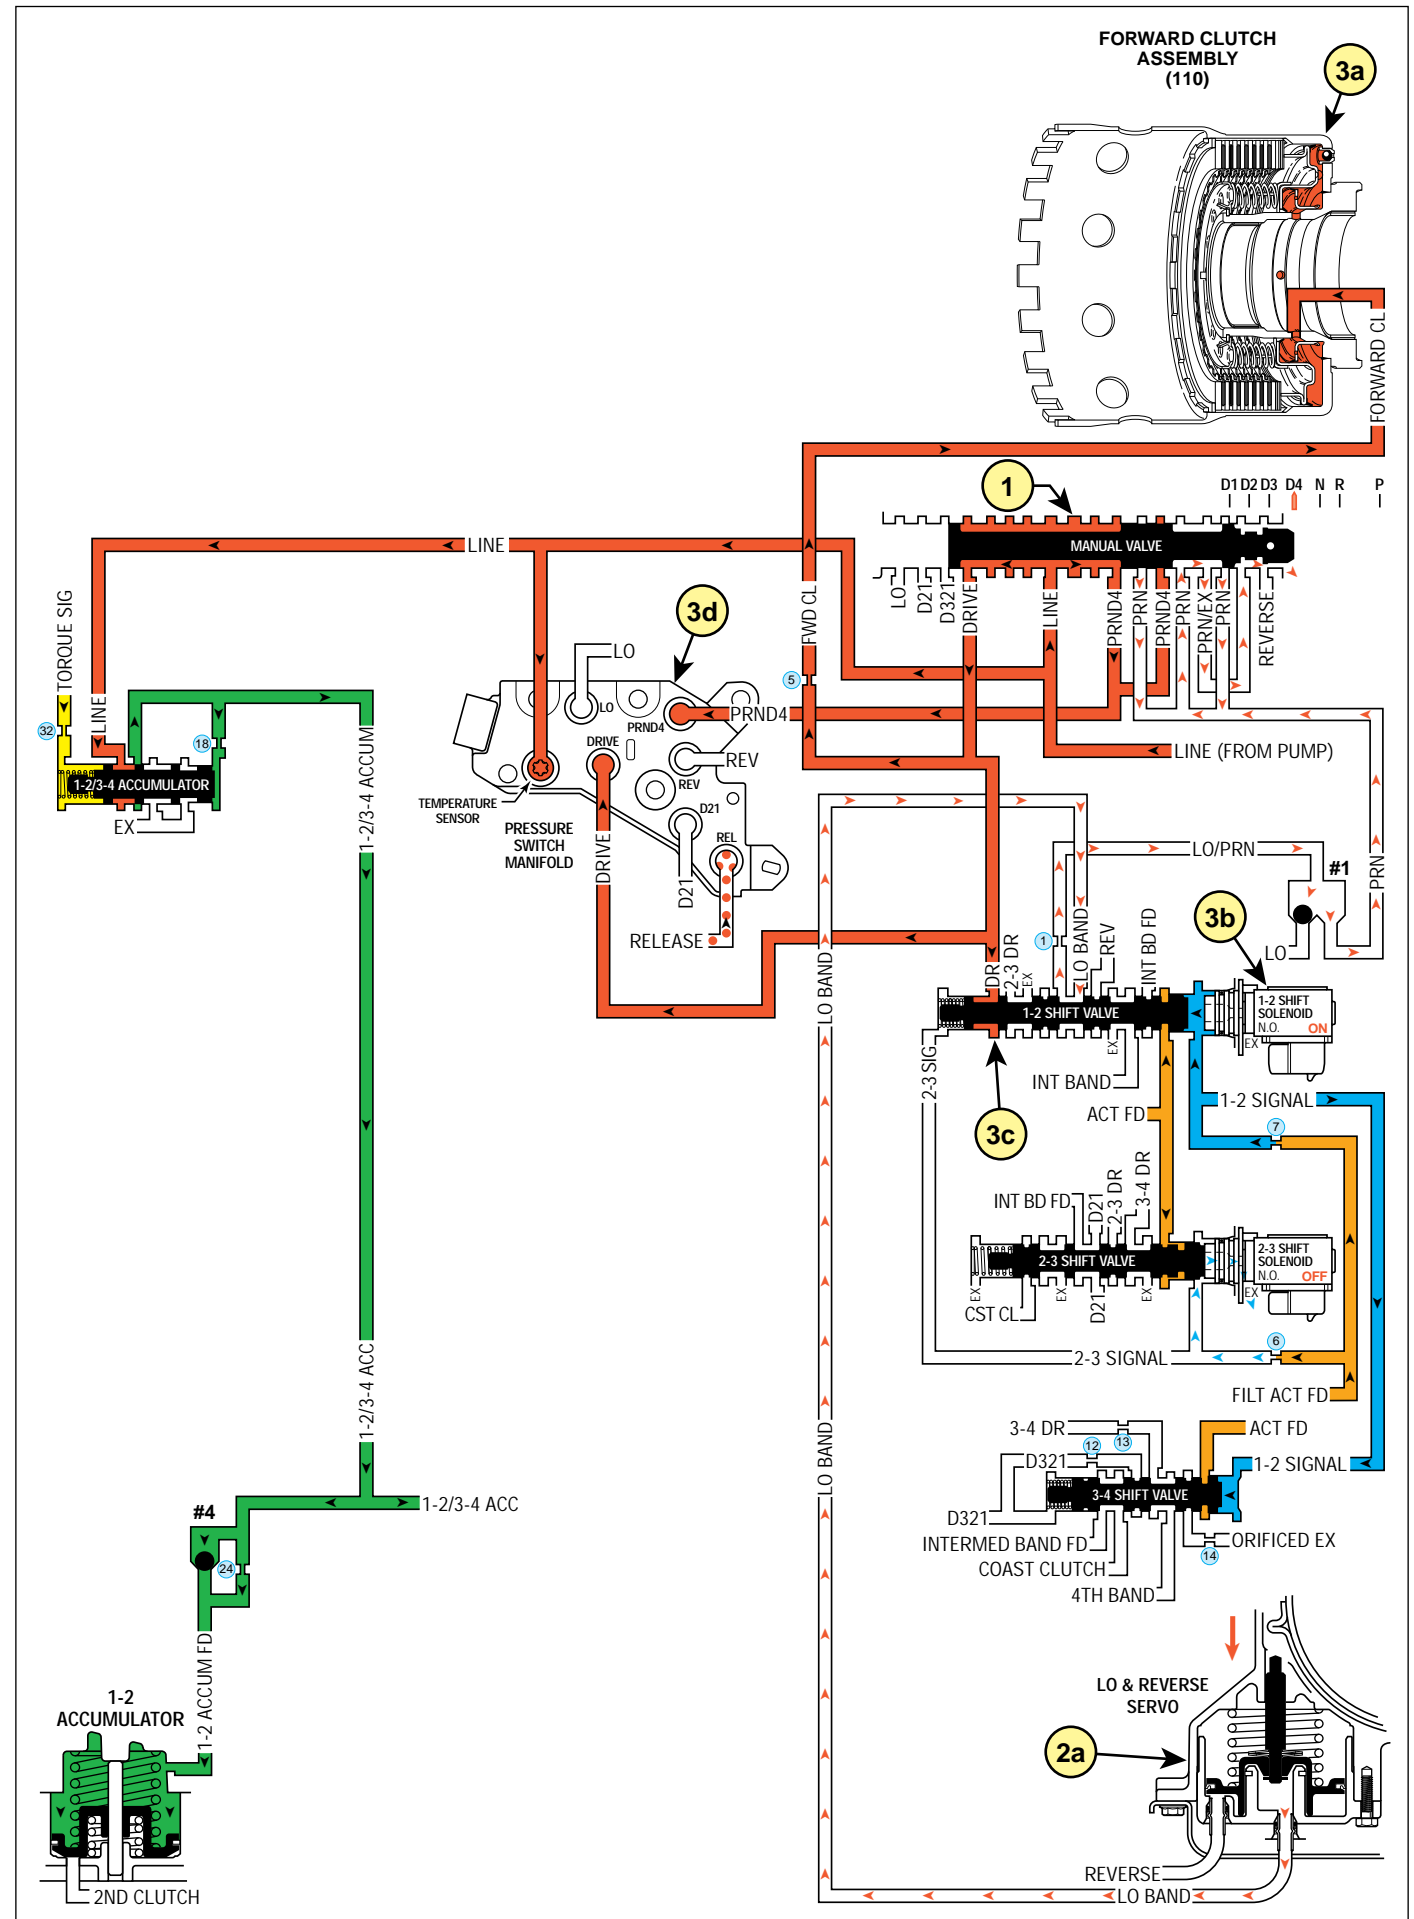 FORWARD CLUTCH
ASSEMBLY
(110)
3a
FORWARD CL
1
D1 D2 D3 D4 N R P
MANUAL VALVE
LINE
LO
D21
D321
DRIVE
LINE
PRND4
PRN
PRND4
PRN
PRN/EX
PRN
REVERSE
FWD CL
5
3d
LO
LO
PRND4
PRND4
DRIVE
REV
REV
D21
REL
TEMPERATURE
SENSOR
PRESSURE
SWITCH
MANIFOLD
DRIVE
D21
RELEASE
LINE (FROM PUMP)
TORQUE SIG
LINE
32
18
1-2/3-4 ACCUMULATOR
EX
1-2/3-4 ACCUM
LO/PRN
#1
PRN
LO
3b
1
LO BAND
REV
INT BD FD
DR
2-3 DR
EX
1-2 SHIFT VALVE
EX
1-2 SHIFT
SOLENOID
N.O. ON
EX
2-3 SIG
INT BAND
3c
ACT FD
1-2 SIGNAL
7
LO BAND
INT BD FD
D21
2-3 DR
3-4 DR
2-3 SHIFT VALVE
2-3 SHIFT
SOLENOID
N.O. OFF
EX
EX
EX
D21
EX
CST CL
2-3 SIGNAL
6
FILT ACT FD
1-2/3-4 ACC
LO BAND
3-4 DR
13
12
D321
ACT FD
1-2 SIGNAL
3-4 SHIFT VALVE
D321
INTERMED BAND FD
COAST CLUTCH
4TH BAND
14
ORIFICED EX
1-2/3-4 ACC
#4
24
1-2 ACCUM FD
1-2
ACCUMULATOR
2ND CLUTCH
LO & REVERSE
SERVO
2a
REVERSE
LO BAND